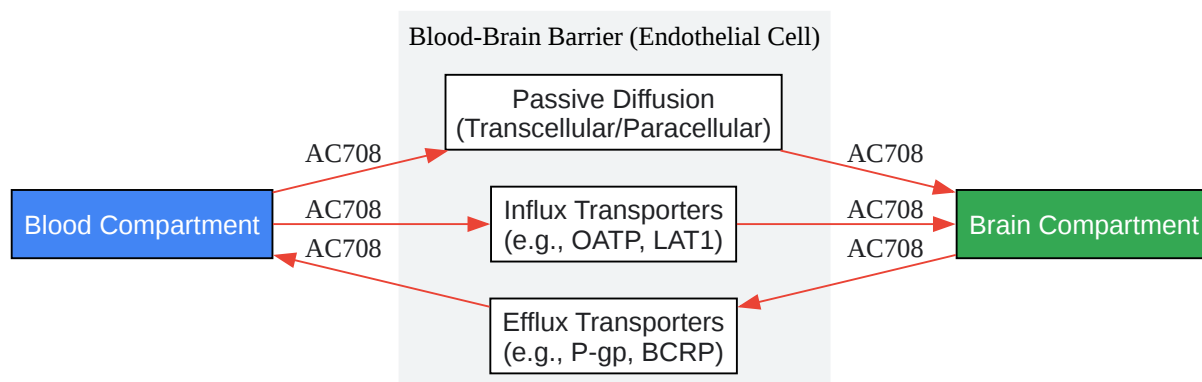 Blood-Brain Barrier (Endothelial Cell)
Passive Diffusion
(Transcellular/Paracellular)
AC708
AC708
Blood Compartment
AC708
Influx Transporters
(e.g., OATP, LAT1)
AC708
Brain Compartment
AC708
AC708
Efflux Transporters
(e.g., P-gp, BCRP)